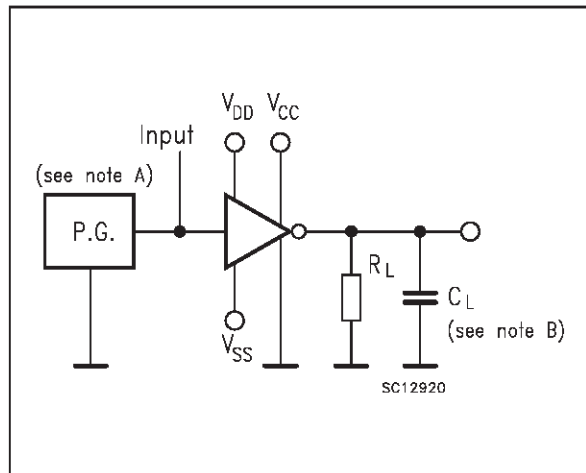 V_DD V_CC
Input
(see note A)
P.G.
R_L
C_L
(see note B)
V_SS
SC12920